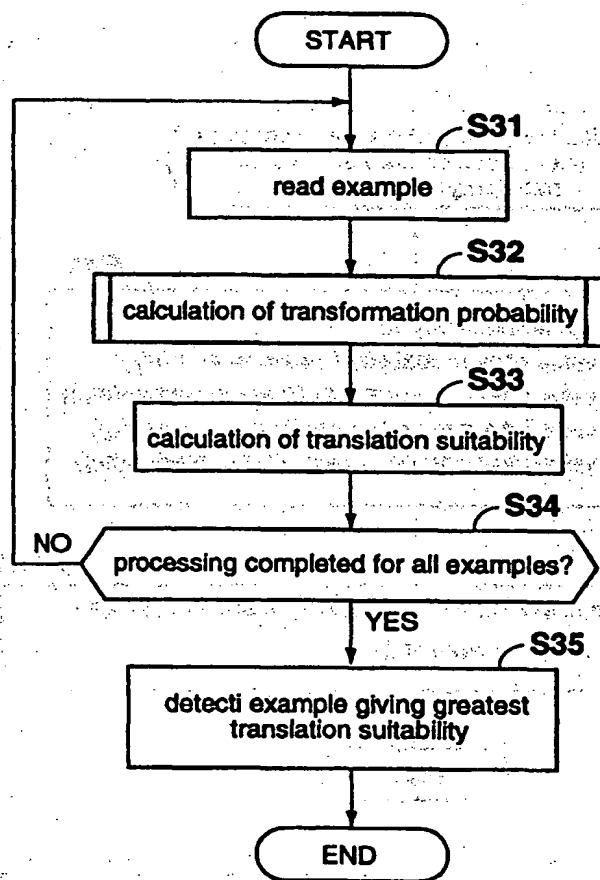 START
S31
read example
S32
calculation of transformation probability
S33
calculation of translation suitability
S34
NO
processing completed for all examples?
YES
S35
detecti example giving greatest
translation suitability
END